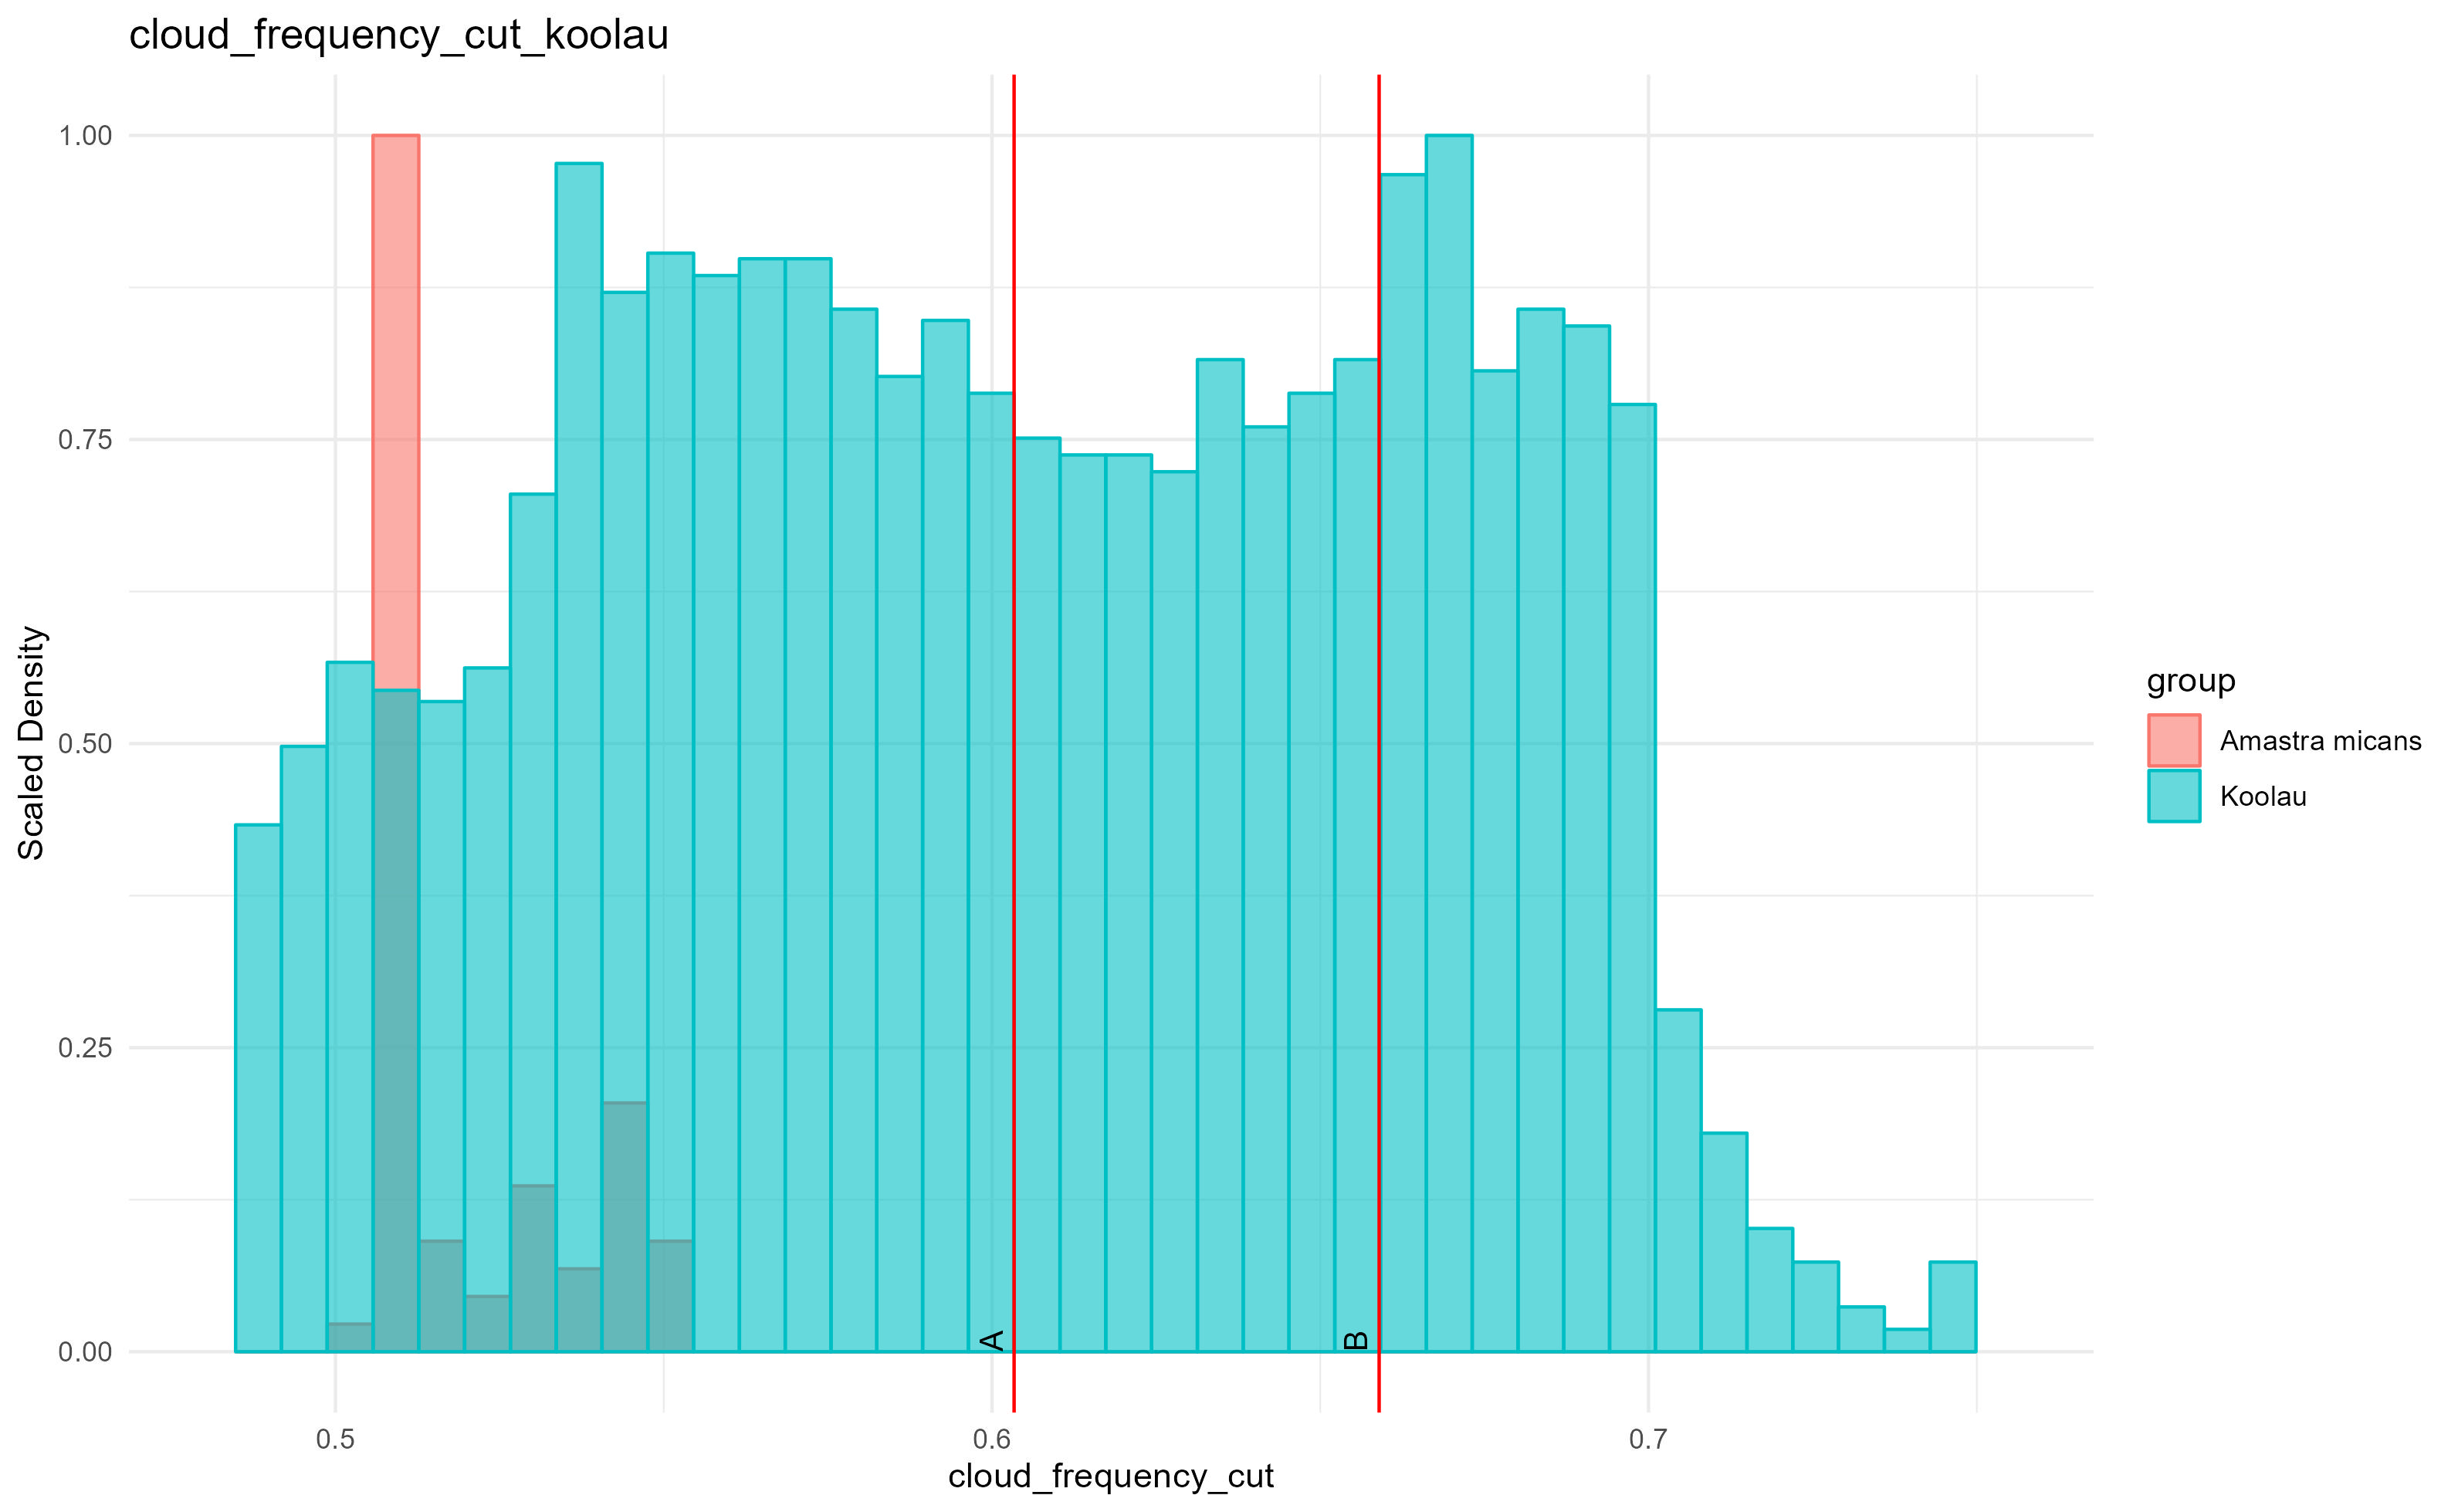 cloud_frequency_cut_koolau
Scaled Density
1.00
0.75
0.50
0.25
0.00
A
B
0.5
0.6
0.7
cloud_frequency_cut
group
Amastra micans
Koolau